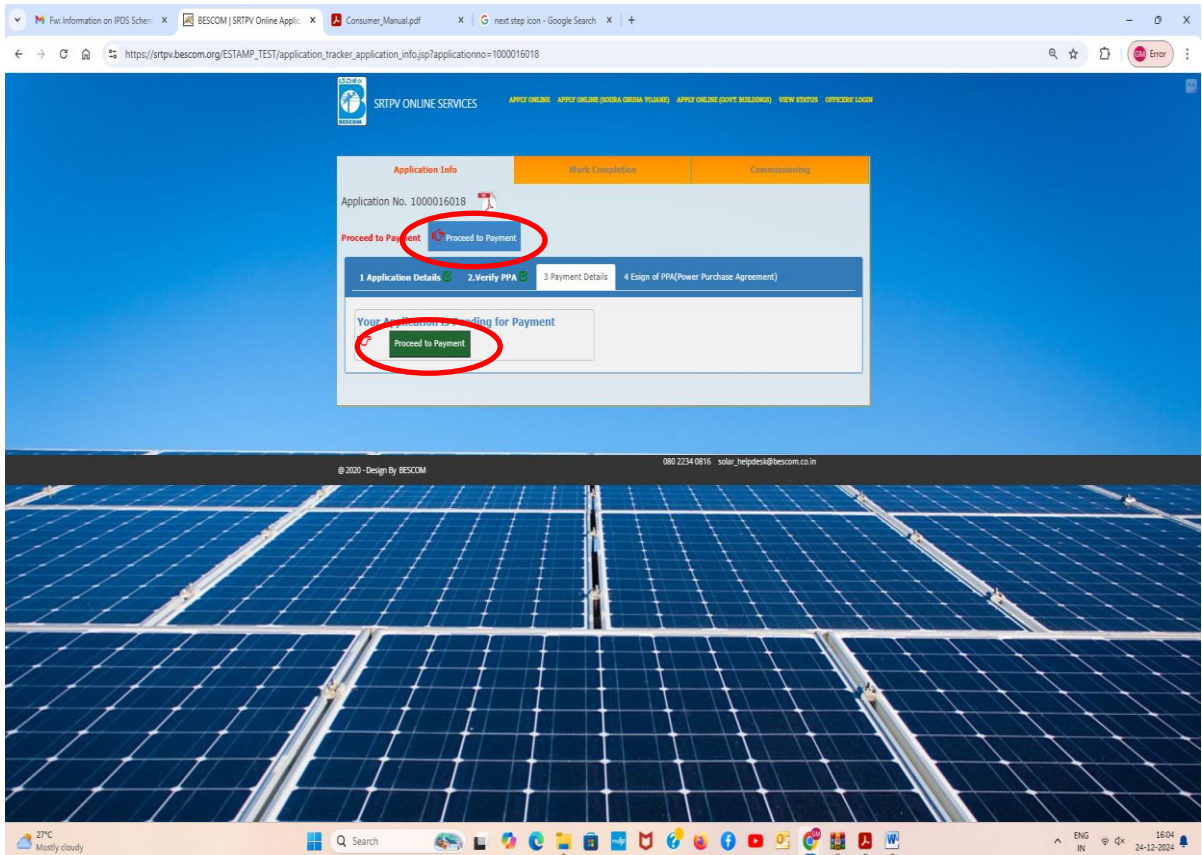 Fw: Information on IPDS Schem
BESCOM | SRTPV Online Applic
Consumer_Manual.pdf
next step icon - Google Search
https://srtpv.bescom.org/ESTAMP_TEST/application_tracker_application_info.jsp?applicationno=1000016018
GM Error
BESCOM
SRTPV ONLINE SERVICES
APPLY ONLINE APPLY ONLINE (SOURA GRUHA YOJANE) APPLY ONLINE (GOVT. BUILDINGS) VIEW STATUS OFFICERS' LOGIN
Application Info Work Completion Commissioning
Application No. 1000016018
Proceed to Payment Proceed to Payment
1 Application Details 2.Verify PPA 3 Payment Details 4 Esign of PPA(Power Purchase Agreement)
Your Application is Pending for Payment
Proceed to Payment
@ 2020 - Design By BESCOM
080 2234 0816 solar_helpdesk@bescom.co.in
27°C
Mostly cloudy
Search
ENG
IN
16:04
24-12-2024